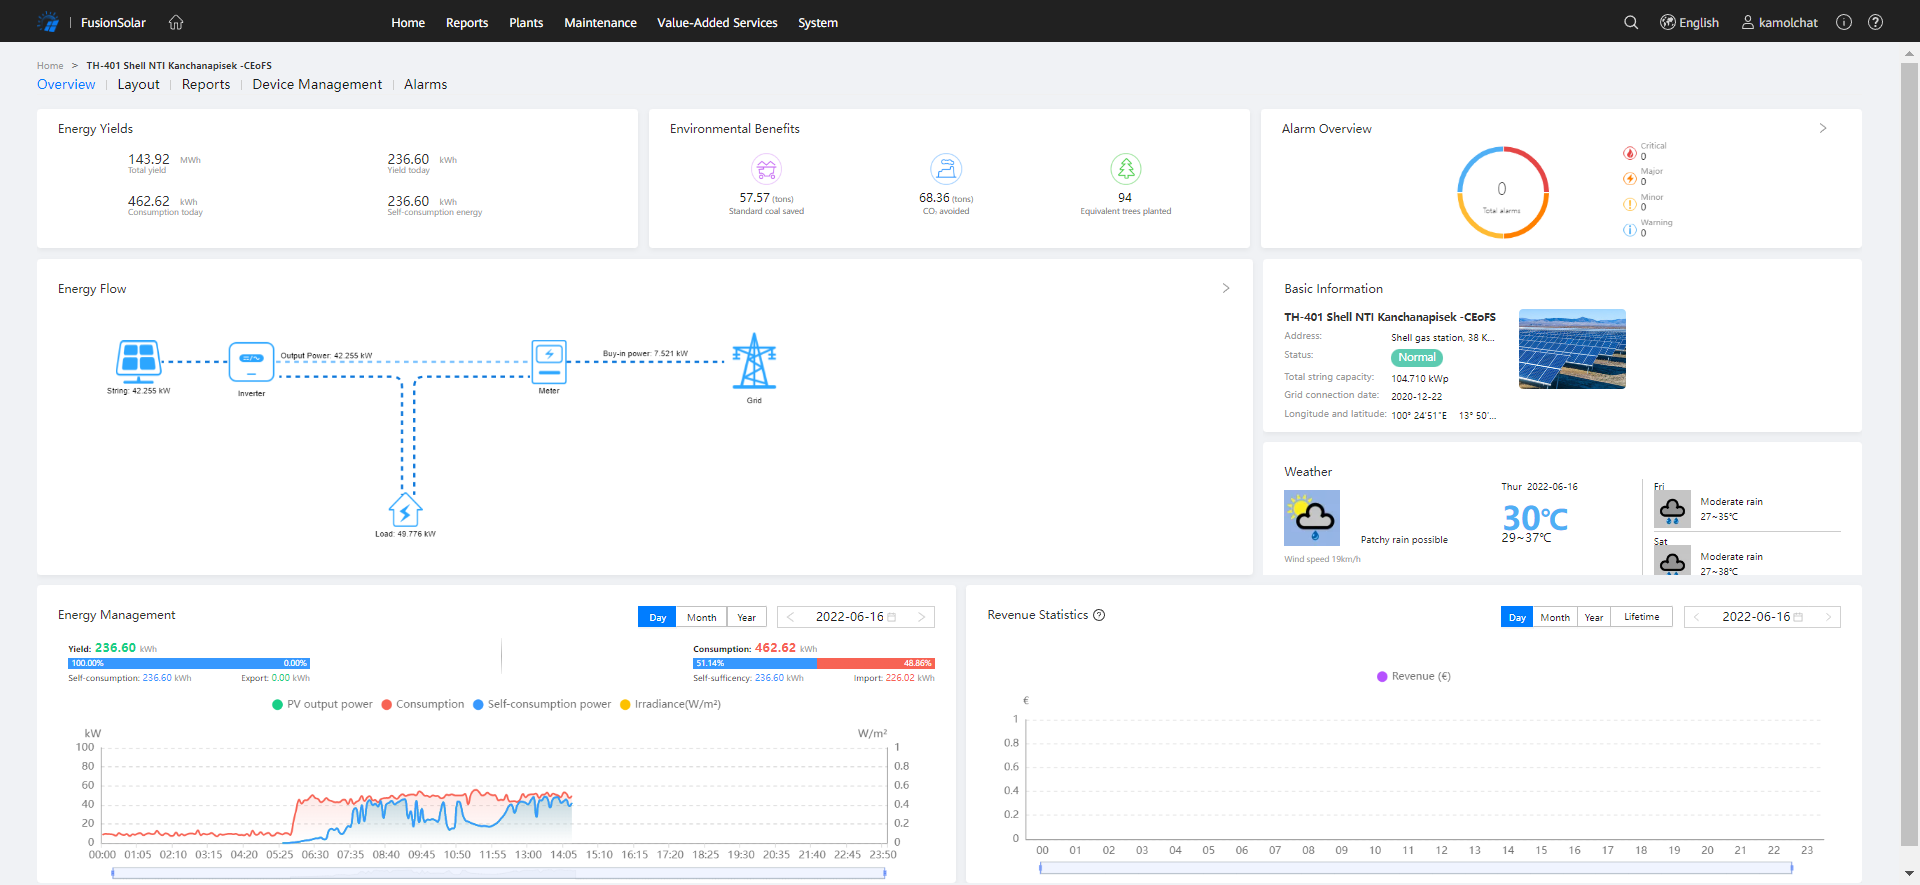 FusionSolar
Home Reports Plants Maintenance Value-Added Services System
English kamolchat
Home > TH-401 Shell NTI Kanchanapisek -CEoFS
Overview Layout Reports Device Management Alarms
Energy Yields
143.92 MWh
Total yield
236.60 kWh
Yield today
462.62 kWh
Consumption today
236.60 kWh
Self-consumption energy
Environmental Benefits
57.57 (tons)
Standard coal saved
68.36 (tons)
CO₂ avoided
94
Equivalent trees planted
Alarm Overview
0
Total alarms
Critical
0
Major
0
Minor
0
Warning
0
Energy Flow
String: 42.255 kW
Inverter
Output Power: 42.255 kW
Meter
Buy-in power: 7.521 kW
Grid
Load: 49.776 kW
Basic Information
TH-401 Shell NTI Kanchanapisek -CEoFS
Address: Shell gas station, 38 K...
Status: Normal
Total string capacity: 104.710 kWp
Grid connection date: 2020-12-22
Longitude and latitude: 100° 24'51"E 13° 50'...
Weather
Patchy rain possible
Wind speed 19km/h
Thur 2022-06-16
30℃
29~37℃
Fri
Moderate rain
27~35℃
Sat
Moderate rain
27~38℃
Energy Management
Day Month Year
< 2022-06-16 >
Yield: 236.60 kWh
100.00% 0.00%
Self-consumption: 236.60 kWh Export: 0.00 kWh
Consumption: 462.62 kWh
51.14% 48.86%
Self-sufficency: 236.60 kWh Import: 226.02 kWh
PV output power Consumption Self-consumption power Irradiance(W/m²)
kW W/m²
100 1
80 0.8
60 0.6
40 0.4
20 0.2
0 0
00:00 01:05 02:10 03:15 04:20 05:25 06:30 07:35 08:40 09:45 10:50 11:55 13:00 14:05 15:10 16:15 17:20 18:25 19:30 20:35 21:40 22:45 23:50
Revenue Statistics
Day Month Year Lifetime
< 2022-06-16 >
Revenue (€)
€
1
0.8
0.6
0.4
0.2
0
00 01 02 03 04 05 06 07 08 09 10 11 12 13 14 15 16 17 18 19 20 21 22 23